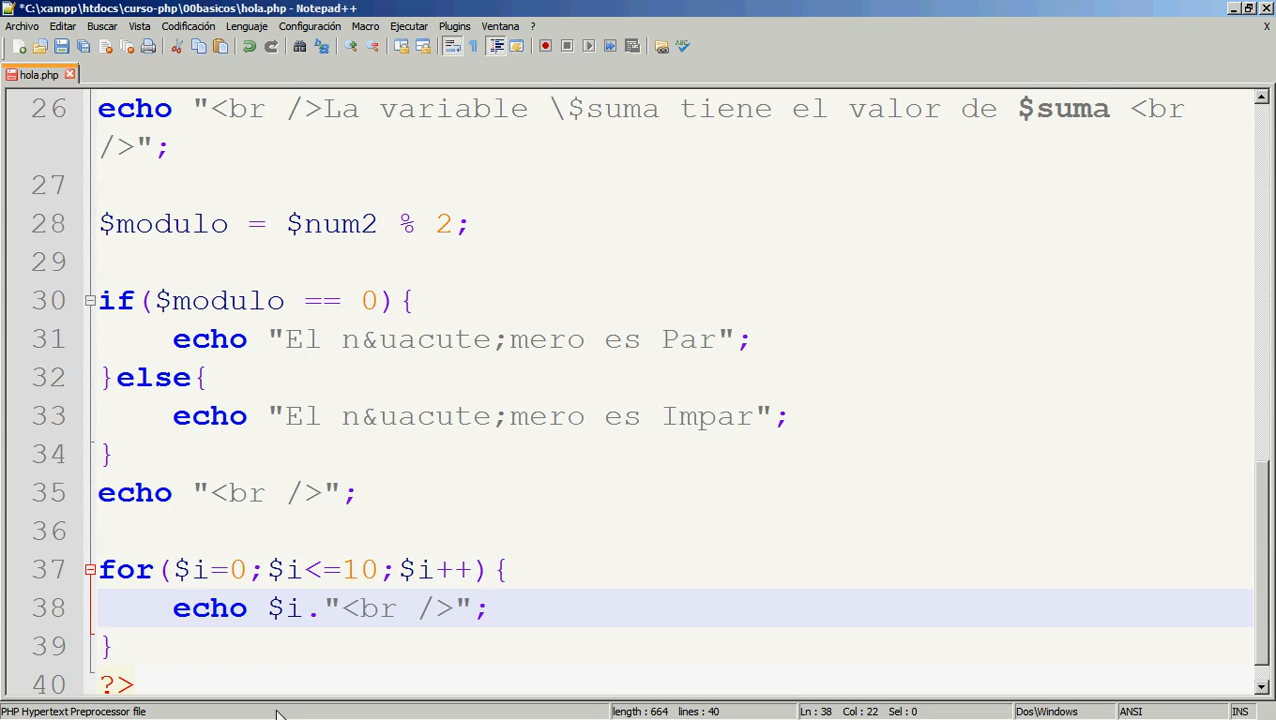 *C:\xampp\htdocs\curso-php\00basicos\hola.php - Notepad++
Archivo Editar Buscar Vista Codificación Lenguaje Configuración Macro Ejecutar Plugins Ventana ? X
hola.php
26 echo "<br />La variable \$suma tiene el valor de $suma <br
/>";
27
28 $modulo = $num2 % 2;
29
30 if($modulo == 0){
31 echo "El n&uacute;mero es Par";
32 }else{
33 echo "El n&uacute;mero es Impar";
34 }
35 echo "<br />";
36
37 for($i=0;$i<=10;$i++){
38 echo $i."<br />";
39 }
40 ?>
PHP Hypertext Preprocessor file length : 664 lines : 40 Ln : 38 Col : 22 Sel : 0 Dos\Windows ANSI INS